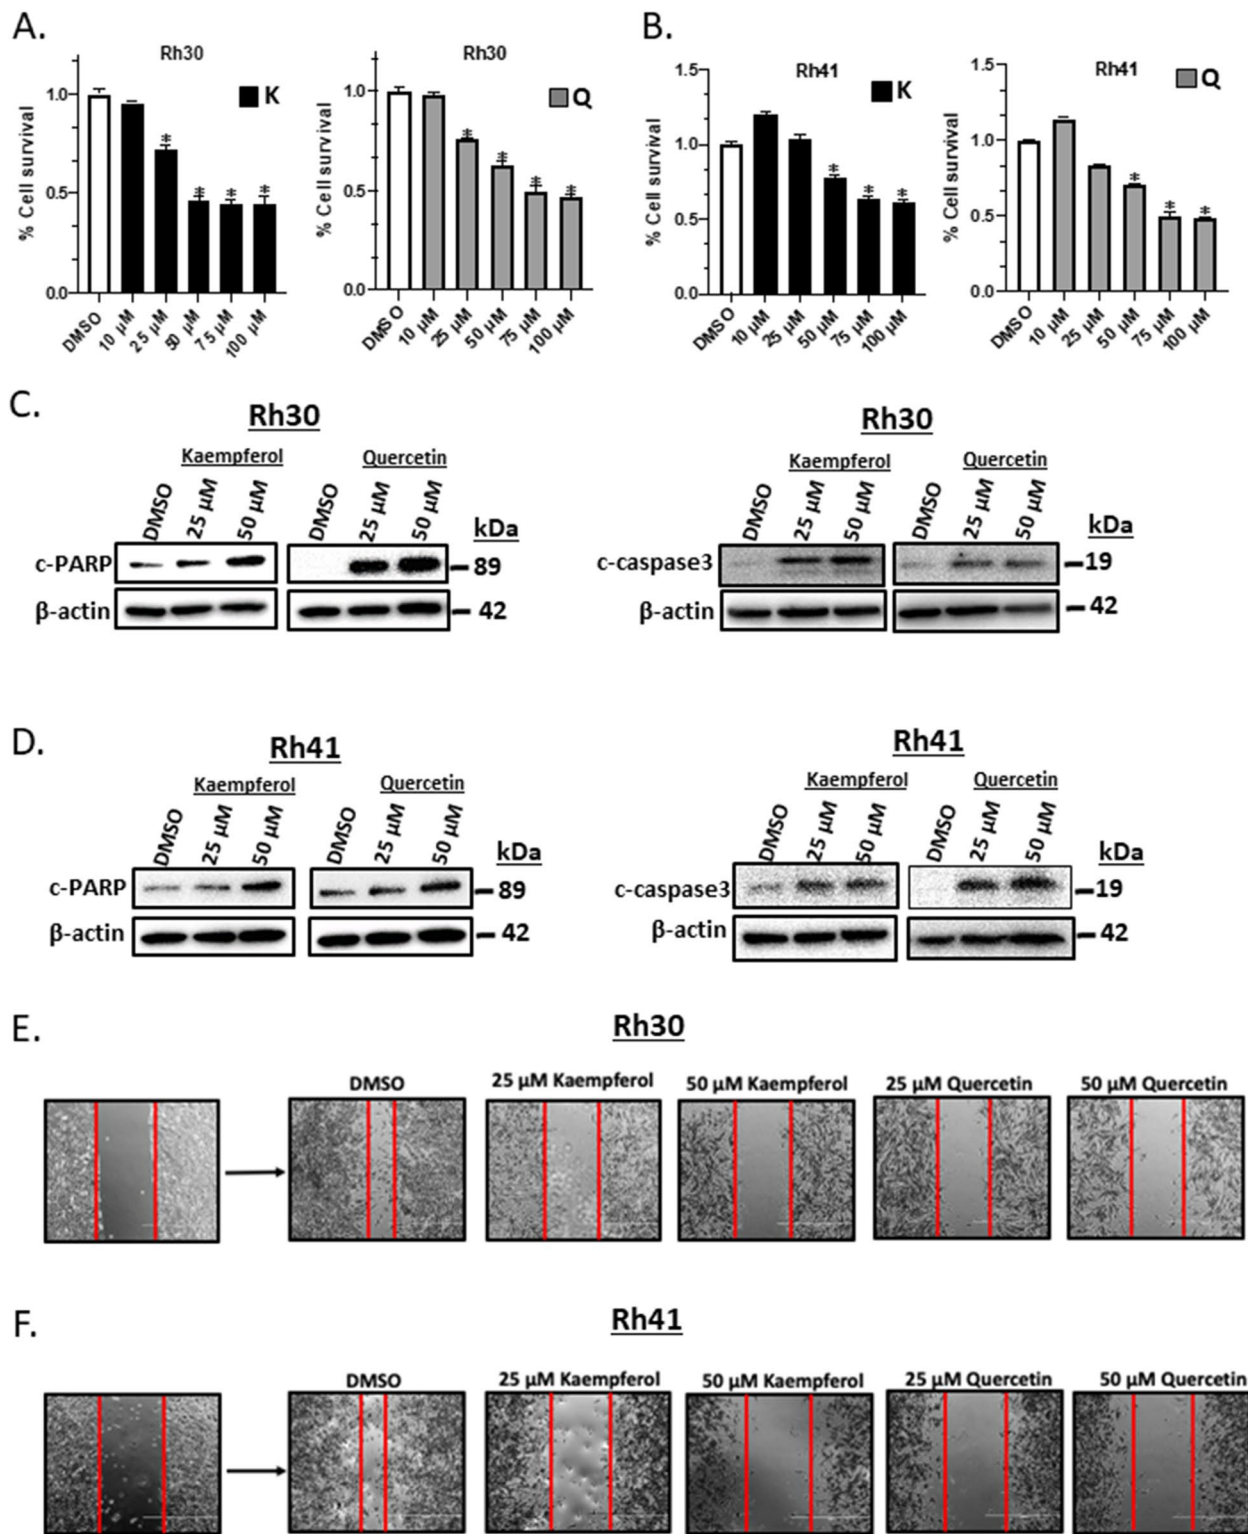 A.
Rh30
K
% Cell survival
1.0
0.5
0.0
DMSO
10 µM
25 µM
50 µM
75 µM
100 µM
*
*
*
*
Rh30
Q
% Cell survival
1.0
0.5
0.0
DMSO
10 µM
25 µM
50 µM
75 µM
100 µM
*
*
*
*
B.
Rh41
K
% Cell survival
1.5
1.0
0.5
0.0
DMSO
10 µM
25 µM
50 µM
75 µM
100 µM
*
*
*
Rh41
Q
% Cell survival
1.5
1.0
0.5
0.0
DMSO
10 µM
25 µM
50 µM
75 µM
100 µM
*
*
*
C.
Rh30
Kaempferol Quercetin
DMSO 25 µM 50 µM DMSO 25 µM 50 µM kDa
c-PARP 89
β-actin 42
Rh30
Kaempferol Quercetin
DMSO 25 µM 50 µM DMSO 25 µM 50 µM kDa
c-caspase3 19
β-actin 42
D.
Rh41
Kaempferol Quercetin
DMSO 25 µM 50 µM DMSO 25 µM 50 µM kDa
c-PARP 89
β-actin 42
Rh41
Kaempferol Quercetin
DMSO 25 µM 50 µM DMSO 25 µM 50 µM kDa
c-caspase3 19
β-actin 42
E.
Rh30
DMSO 25 µM Kaempferol 50 µM Kaempferol 25 µM Quercetin 50 µM Quercetin
F.
Rh41
DMSO 25 µM Kaempferol 50 µM Kaempferol 25 µM Quercetin 50 µM Quercetin